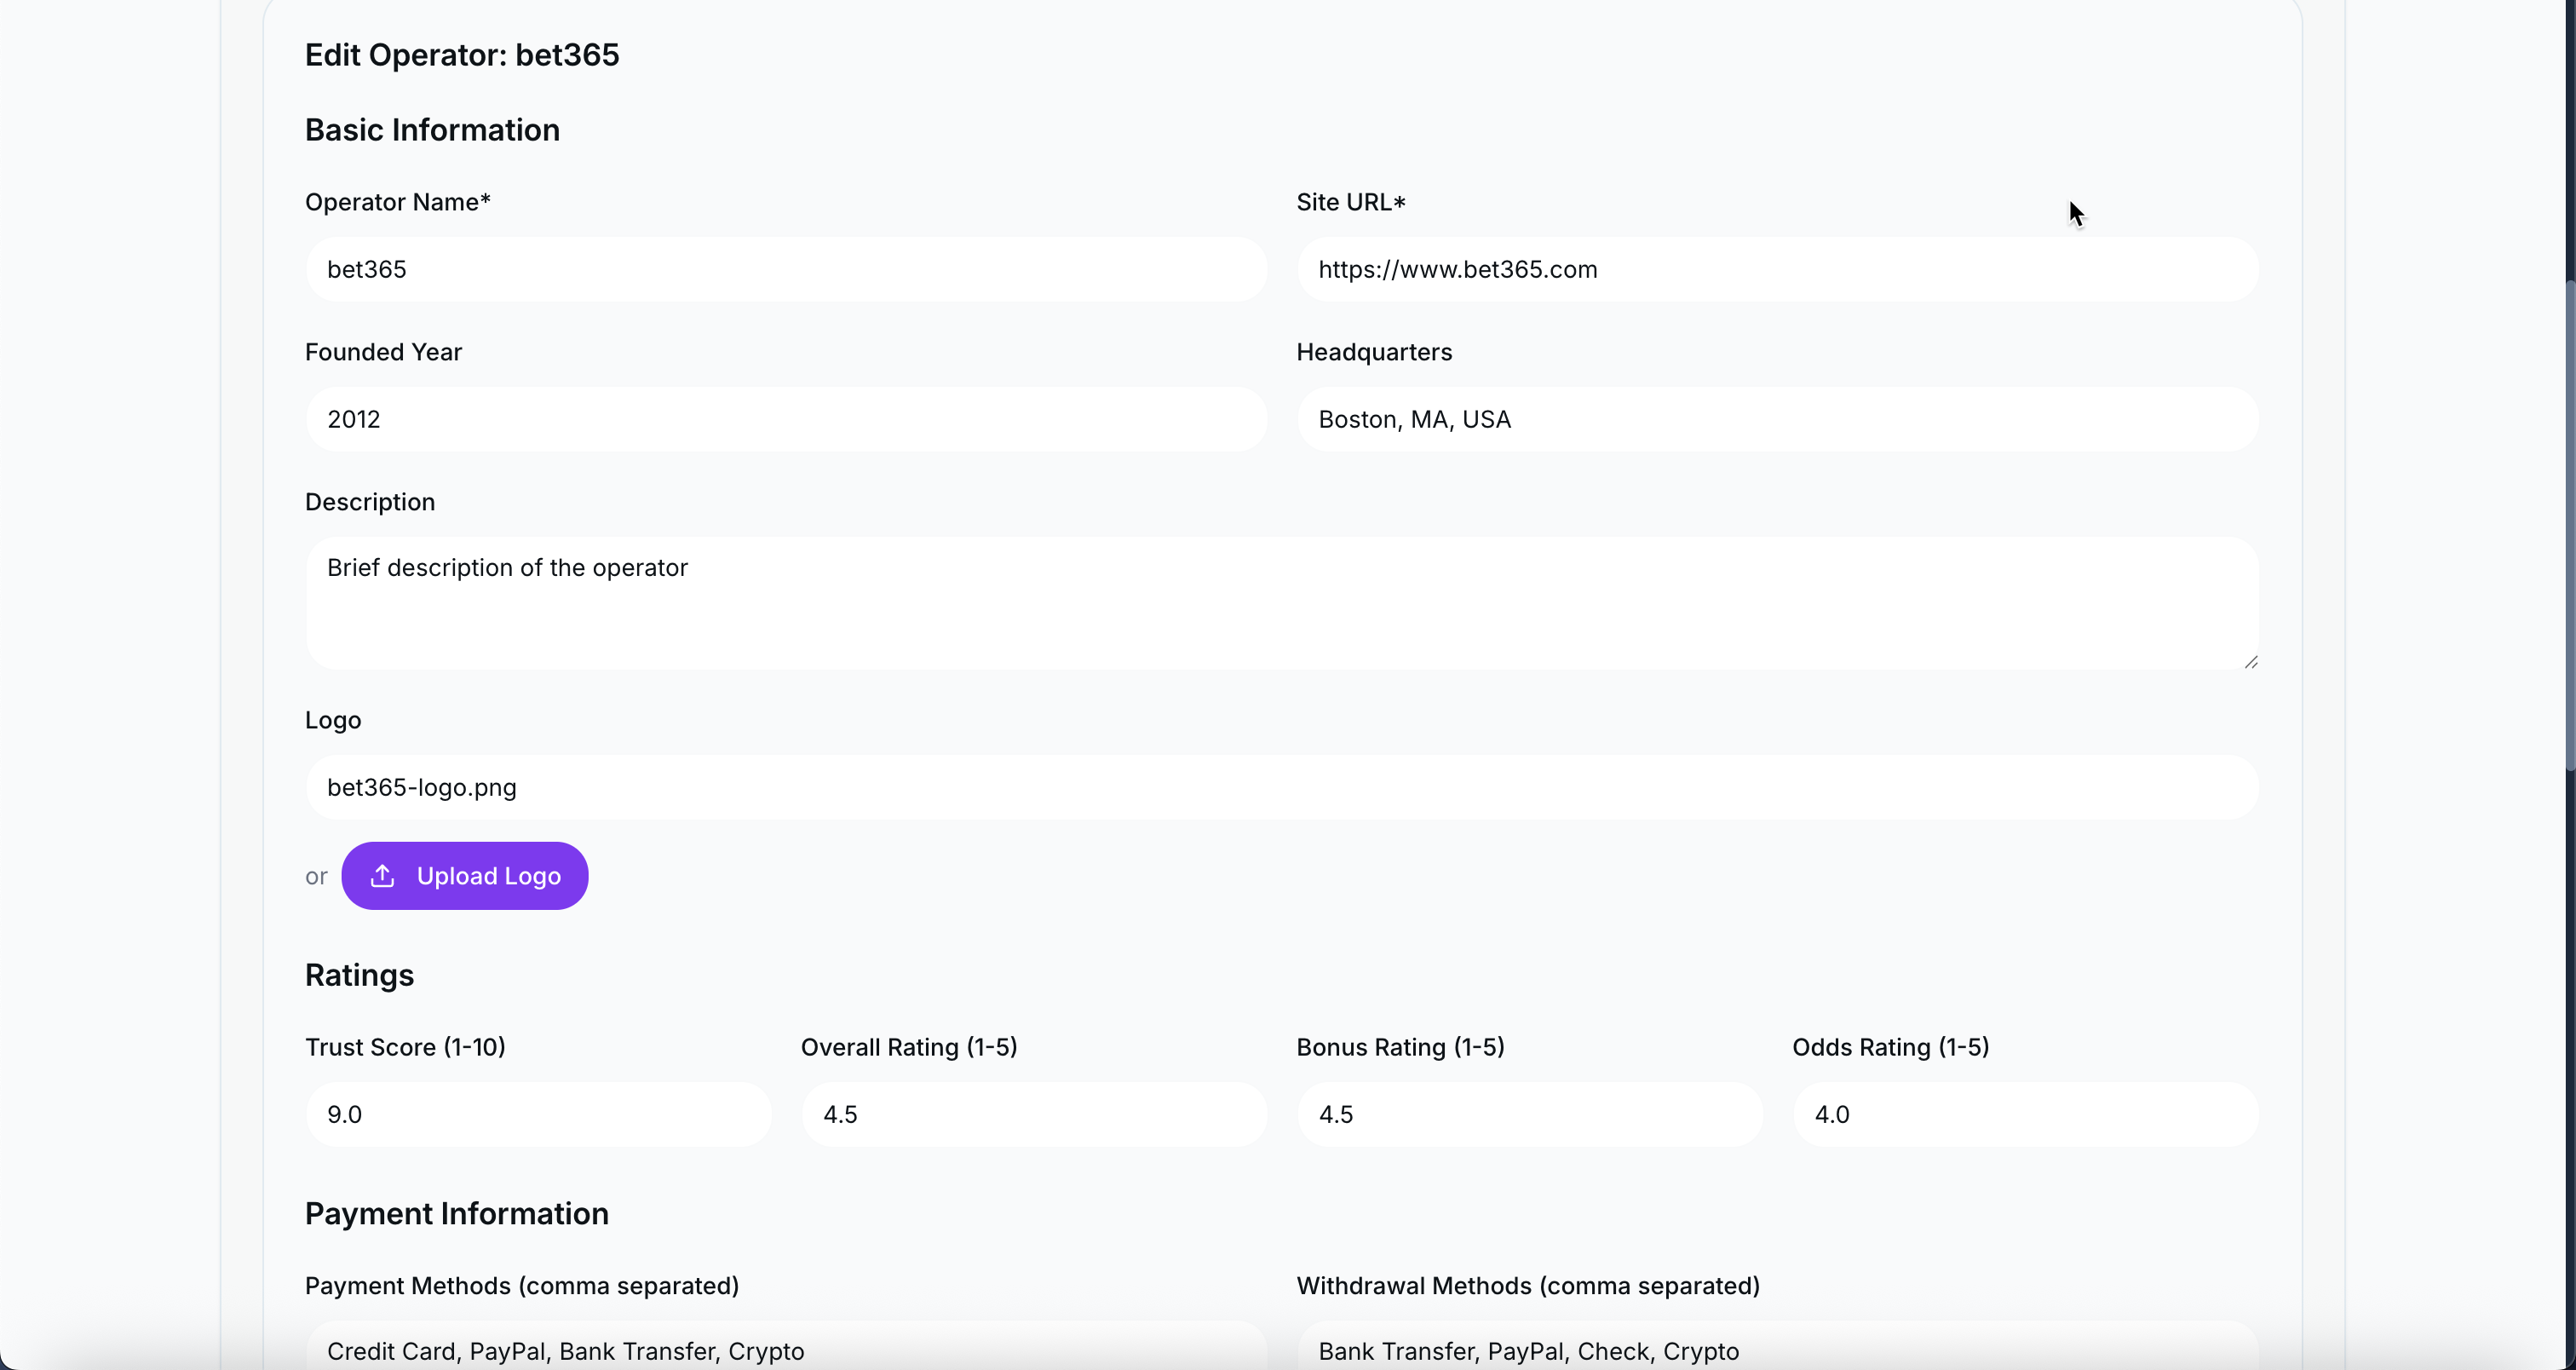 Edit Operator: bet365
Basic Information
Operator Name*
Site URL*
bet365
https://www.bet365.com
Founded Year
Headquarters
2012
Boston, MA, USA
Description
Brief description of the operator
Logo
bet365-logo.png
or
Upload Logo
Ratings
Trust Score (1-10)
Overall Rating (1-5)
Bonus Rating (1-5)
Odds Rating (1-5)
9.0
4.5
4.5
4.0
Payment Information
Payment Methods (comma separated)
Withdrawal Methods (comma separated)
Credit Card, PayPal, Bank Transfer, Crypto
Bank Transfer, PayPal, Check, Crypto